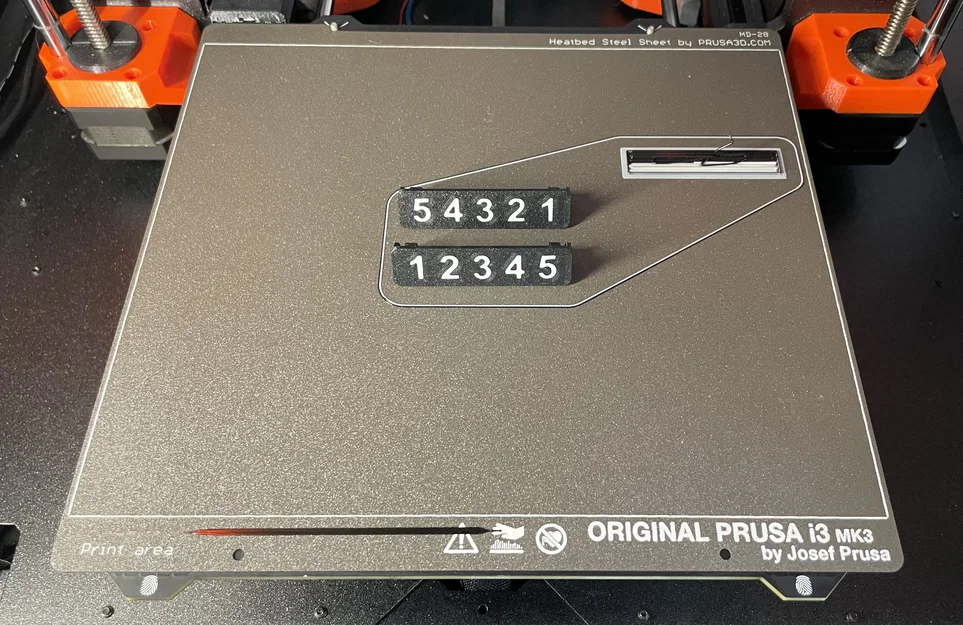 MD-28
Heatbed Steel Sheet by PRUSA3D.COM
5 4 3 2 1
1 2 3 4 5
Print area
ORIGINAL PRUSA i3 MK3
by Josef Prusa